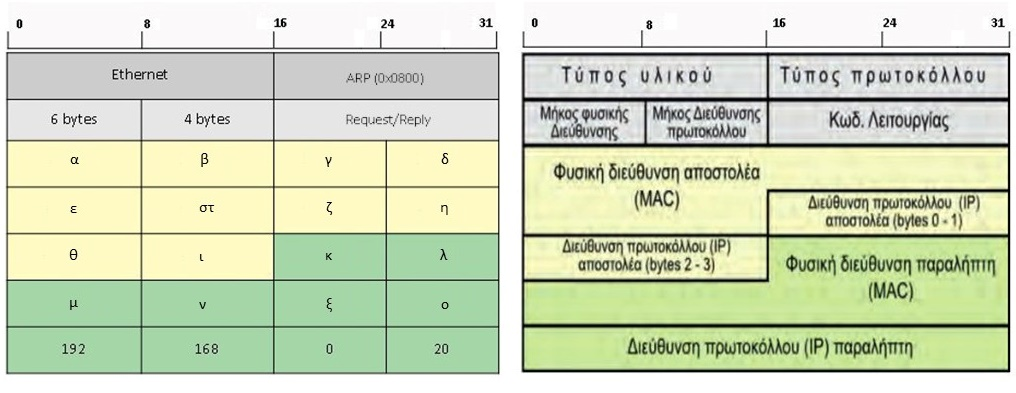 0 8 16 24 31
Ethernet ARP (0x0800)
6 bytes 4 bytes Request/Reply
α β γ δ
ε στ ζ η
θ ι κ λ
μ ν ξ ο
192 168 0 20
0 8 16 24 31
Τύπος υλικού Τύπος πρωτοκόλλου
Μήκος φυσικής
Διεύθυνσης
Μήκος Διεύθυνσης
πρωτοκόλλου
Κωδ. Λειτουργίας
Φυσική διεύθυνση αποστολέα
(MAC)
Διεύθυνση πρωτοκόλλου (IP)
αποστολέα (bytes 0 - 1)
Διεύθυνση πρωτοκόλλου (IP)
αποστολέα (bytes 2 - 3)
Φυσική διεύθυνση παραλήπτη
(MAC)
Διεύθυνση πρωτοκόλλου (IP) παραλήπτη